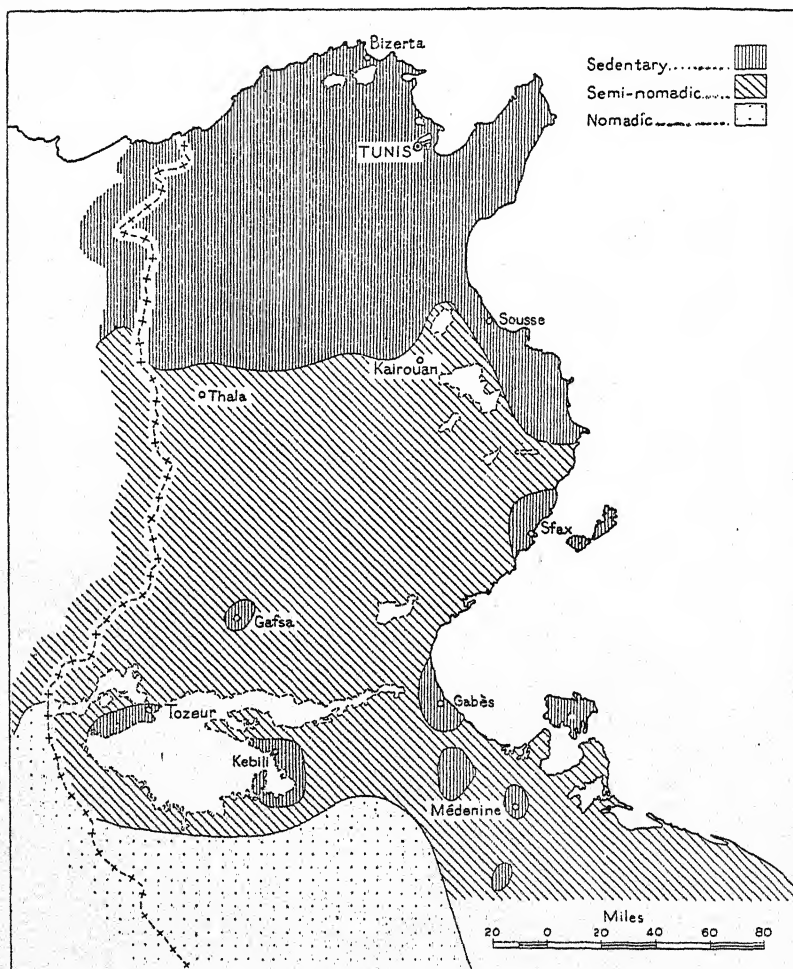 Bizerta
Sedentary
Semi-nomadic
Nomadic
TUNIS
Sousse
Kairouan
Thala
Sfax
Gafsa
Gabès
Tozeur
Kebili
Médenine
Miles
20 0 20 40 60 80